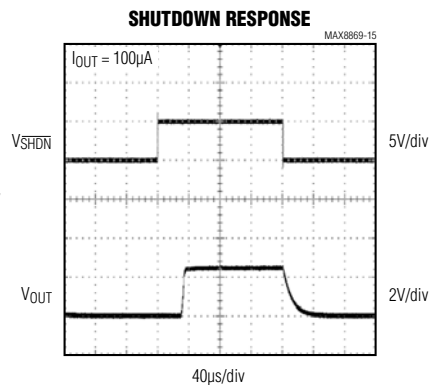 SHUTDOWN RESPONSE
MAX8869-15
IOUT = 100µA
VSHDN
5V/div
VOUT
2V/div
40µs/div